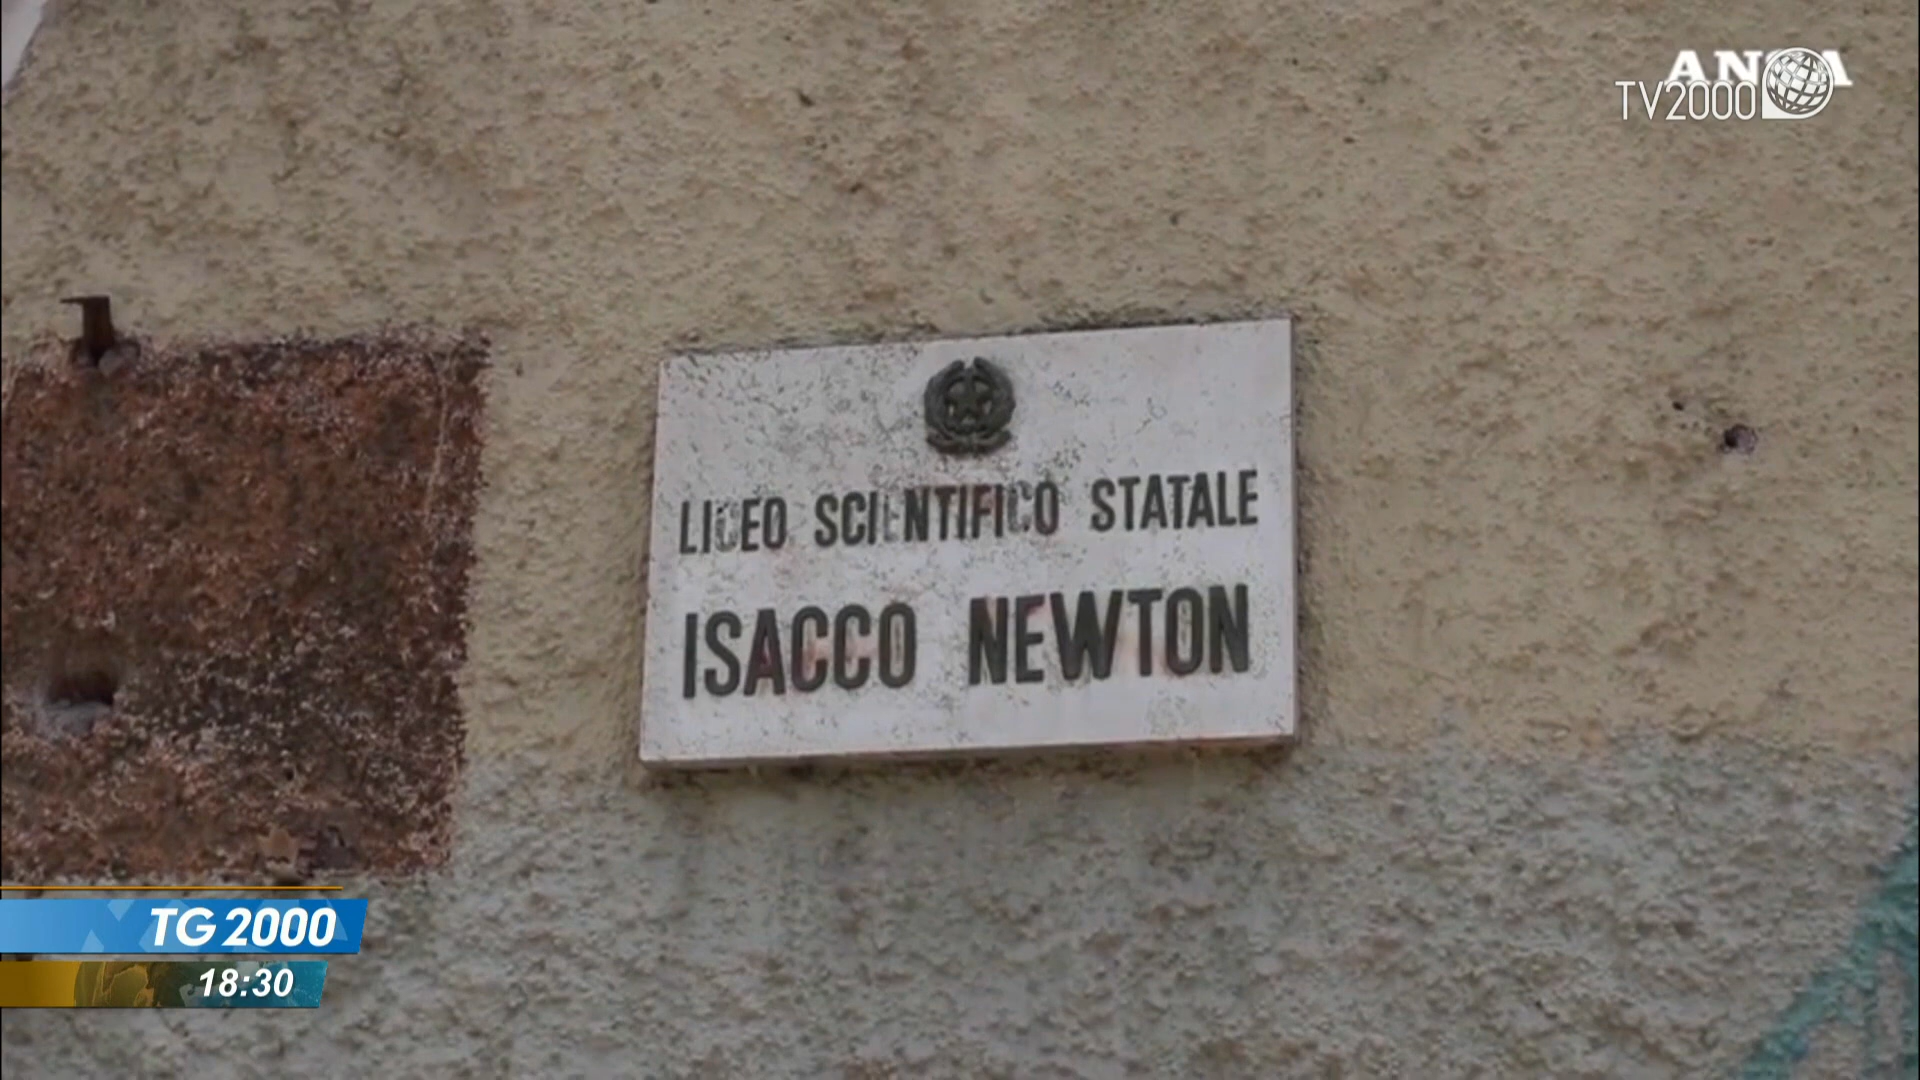 ANSA
TV2000
LICEO SCIENTIFICO STATALE
ISACCO NEWTON
TG 2000
18:30